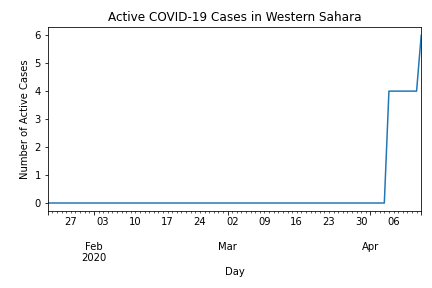 Active COVID-19 Cases in Western Sahara
Number of Active Cases
6
5
4
3
2
1
0
27 03 10 17 24 02 09 16 23 30 06
Feb Mar Apr
2020
Day